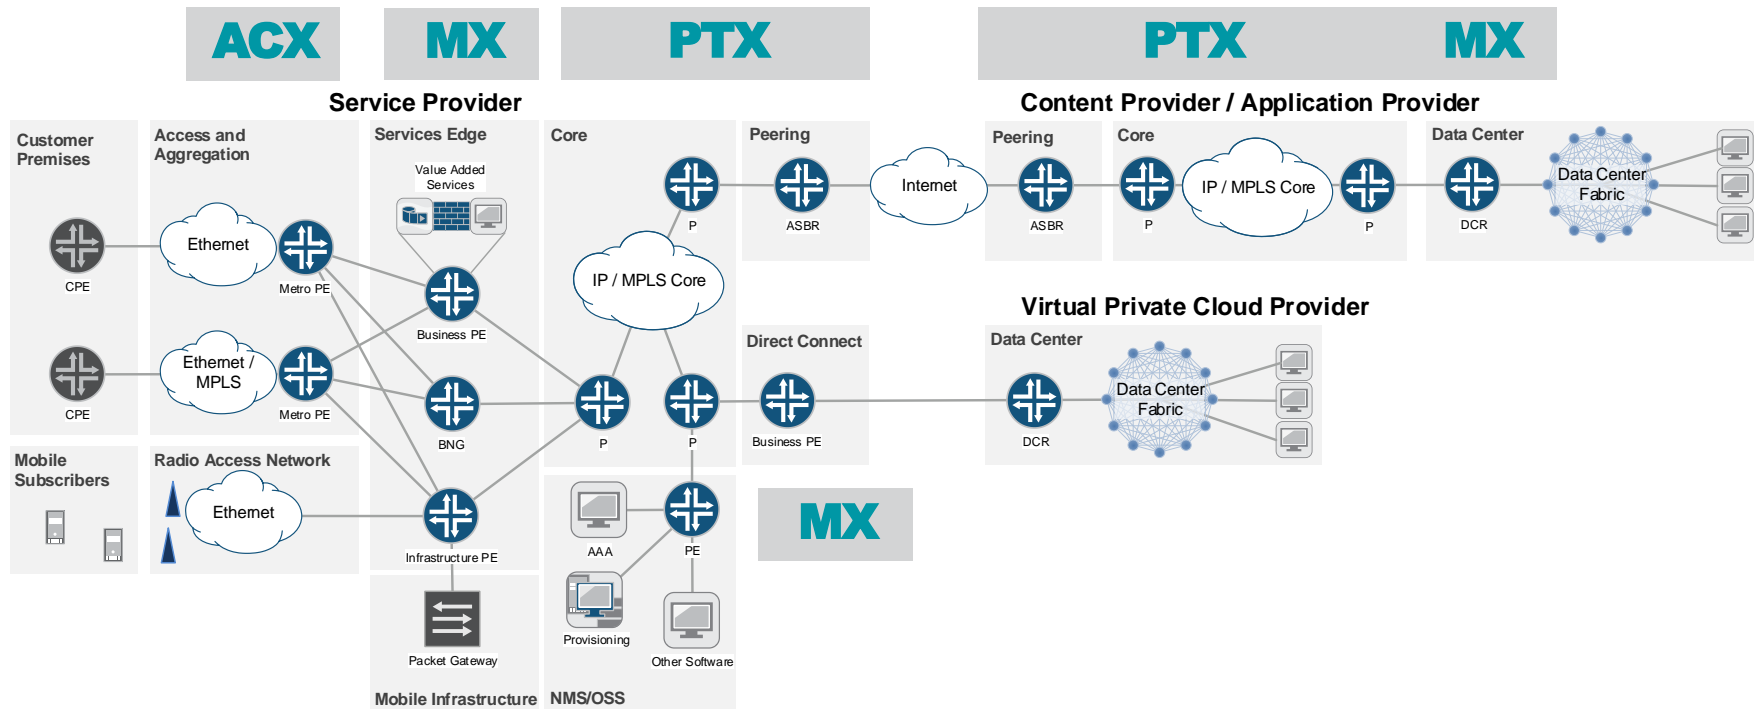 ACX
MX
PTX
PTX
MX
Service Provider
Content Provider / Application Provider
Customer
Premises
CPE
CPE
Access and
Aggregation
Ethernet
Metro PE
Ethernet /
MPLS
Metro PE
Services Edge
Value Added
Services
Business PE
BNG
Infrastructure PE
Core
P
IP / MPLS Core
P
P
Peering
ASBR
Internet
Peering
ASBR
Core
P
IP / MPLS Core
P
Data Center
DCR
Data Center
Fabric
Direct Connect
Business PE
Virtual Private Cloud Provider
Data Center
DCR
Data Center
Fabric
Mobile
Subscribers
Radio Access Network
Ethernet
Packet Gateway
Mobile Infrastructure
AAA
PE
Provisioning
Other Software
NMS/OSS
MX